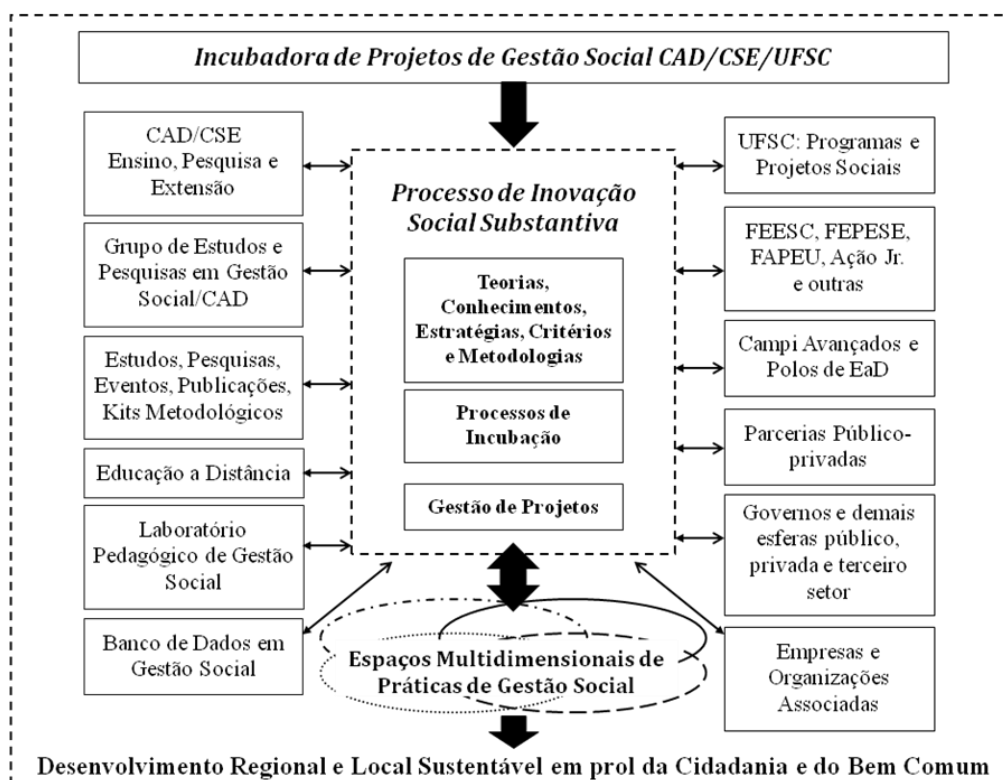 Incubadora de Projetos de Gestão Social CAD/CSE/UFSC
CAD/CSE
Ensino, Pesquisa e
Extensão
Grupo de Estudos e
Pesquisas em Gestão
Social/CAD
Estudos, Pesquisas,
Eventos, Publicações,
Kits Metodológicos
Educação a Distância
Laboratório
Pedagógico de Gestão
Social
Banco de Dados em
Gestão Social
Processo de Inovação
Social Substantiva
Teorias,
Conhecimentos,
Estratégias, Critérios
e Metodologias
Processos de
Incubação
Gestão de Projetos
Espaços Multidimensionais de
Práticas de Gestão Social
UFSC: Programas e
Projetos Sociais
FEESC, FEPESE,
FAPEU, Ação Jr.
e outras
Campi Avançados e
Polos de EaD
Parcerias Público-
privadas
Governos e demais
esferas público,
privada e terceiro
setor
Empresas e
Organizações
Associadas
Desenvolvimento Regional e Local Sustentável em prol da Cidadania e do Bem Comum